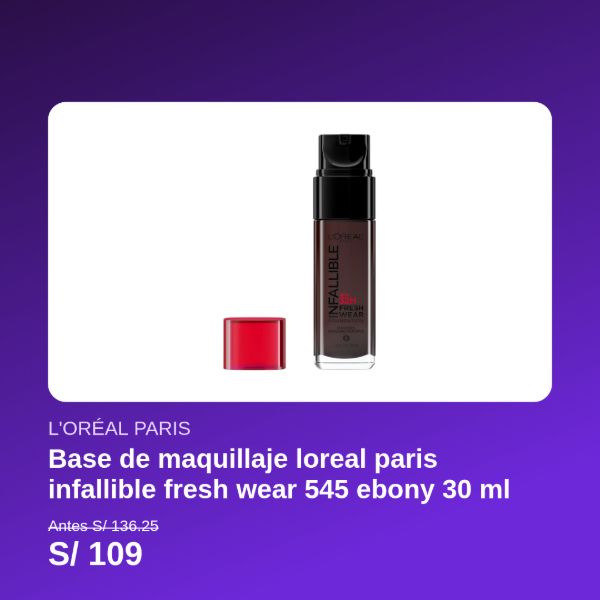 L'ORÉAL
INFALLIBLE
32H
FRESH
WEAR
L'ORÉAL PARIS
Base de maquillaje loreal paris
infallible fresh wear 545 ebony 30 ml
Antes S/ 136.25
S/ 109